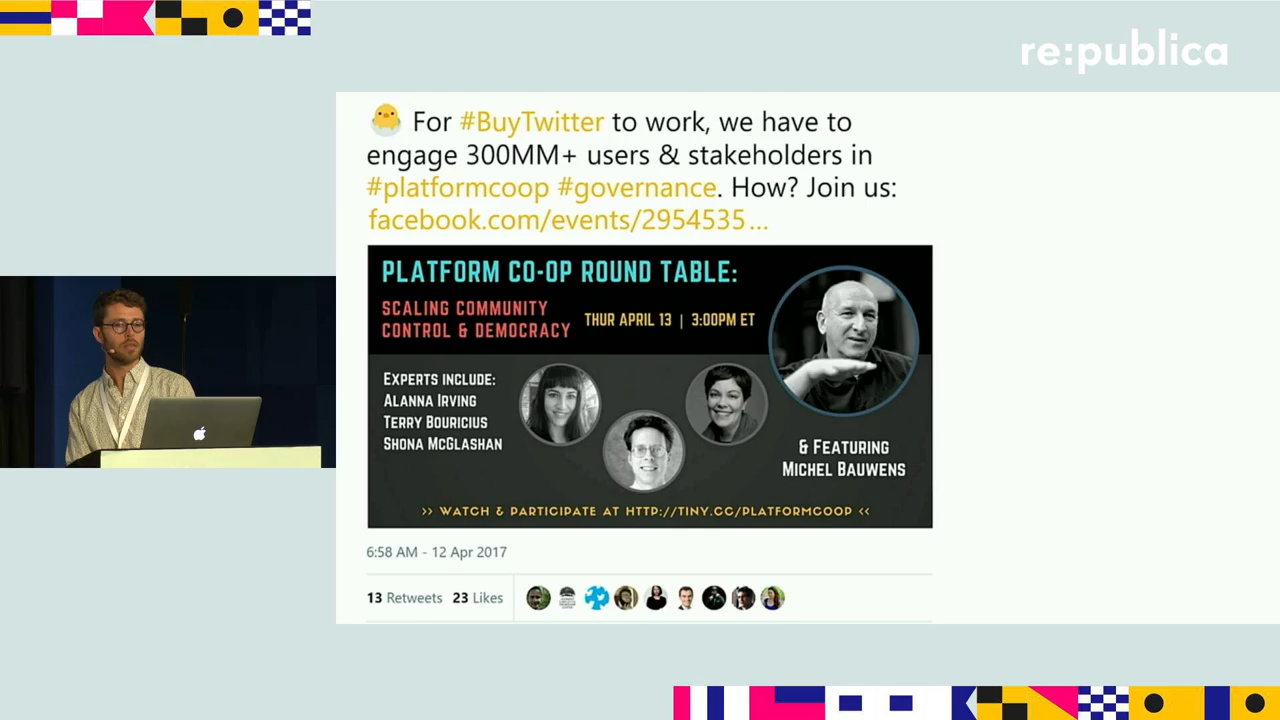 re:publica
🐣 For #BuyTwitter to work, we have to
engage 300MM+ users & stakeholders in
#platformcoop #governance. How? Join us:
facebook.com/events/2954535...
PLATFORM CO-OP ROUND TABLE:
SCALING COMMUNITY
CONTROL & DEMOCRACY
THUR APRIL 13 | 3:00PM ET
EXPERTS INCLUDE:
ALANNA IRVING
TERRY BOURICIUS
SHONA MCGLASHAN
& FEATURING
MICHEL BAUWENS
>> WATCH & PARTICIPATE AT HTTP://TINY.CC/PLATFORMCOOP <<
6:58 AM - 12 Apr 2017
13 Retweets 23 Likes